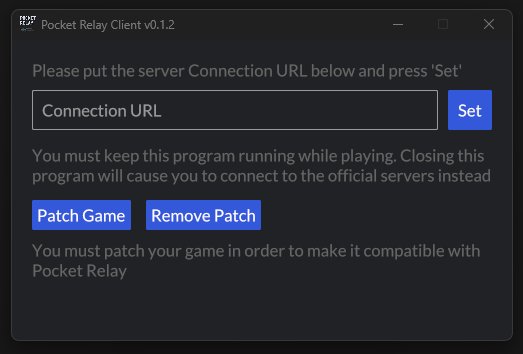 POCKET
RELAY
Pocket Relay Client v0.1.2
Please put the server Connection URL below and press 'Set'
Connection URL
Set
You must keep this program running while playing. Closing this
program will cause you to connect to the official servers instead
Patch Game
Remove Patch
You must patch your game in order to make it compatible with
Pocket Relay